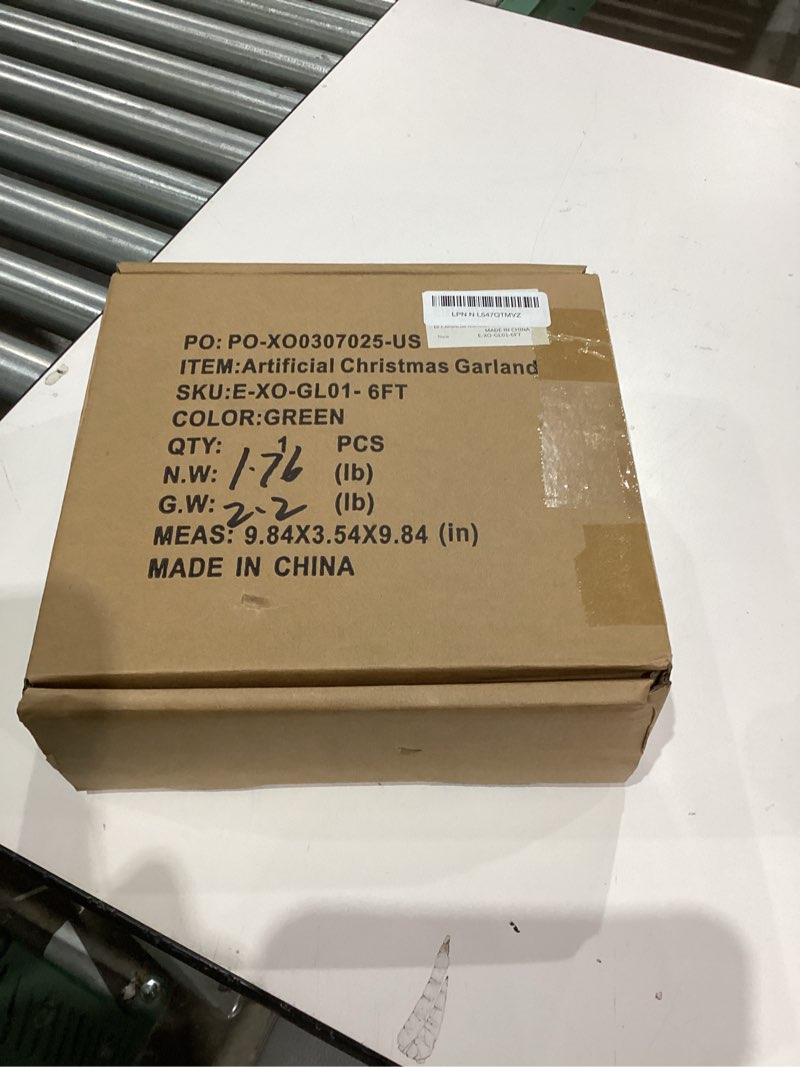 LPN N L547QTMVZ
MADE IN CHINA
New
E-XO-GL01-6FT
PO: PO-XO0307025-US
ITEM:Artificial Christmas Garland
SKU:E-XO-GL01- 6FT
COLOR:GREEN
QTY: 1 PCS
N.W: 1.76 (lb)
G.W: 2.2 (lb)
MEAS: 9.84X3.54X9.84 (in)
MADE IN CHINA